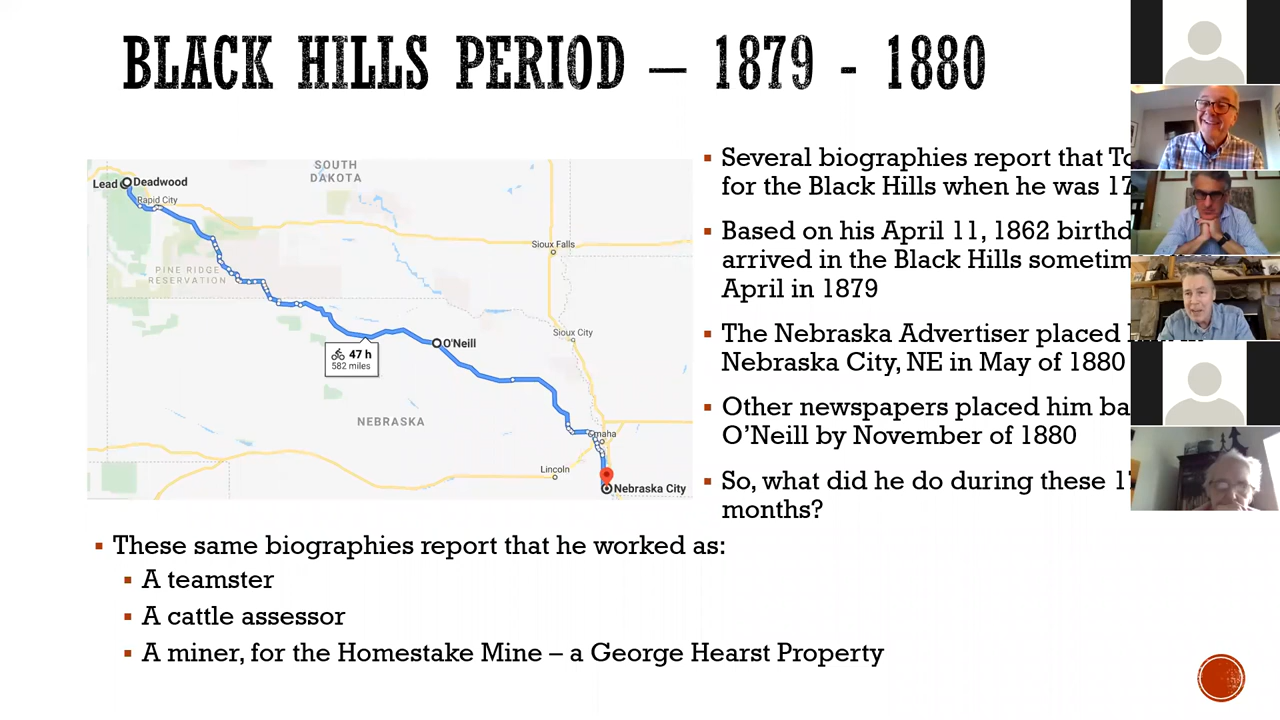 BLACK HILLS PERIOD – 1879 - 1880
SOUTH
DAKOTA
Lead
Deadwood
Rapid City
Sioux Falls
PINE RIDGE
RESERVATION
Sioux City
O'Neill
47 h
582 miles
NEBRASKA
Omaha
Lincoln
Nebraska City
▪ Several biographies report that
for the Black Hills when he was 17
▪ Based on his April 11, 1862
arrived in the Black Hills
April in 1879
▪ The Nebraska Advertiser placed
Nebraska City, NE in May of 1880
▪ Other newspapers placed him
O'Neill by November of 1880
▪ So, what did he do during these
months?
▪ These same biographies report that he worked as:
▪ A teamster
▪ A cattle assessor
▪ A miner, for the Homestake Mine – a George Hearst Property